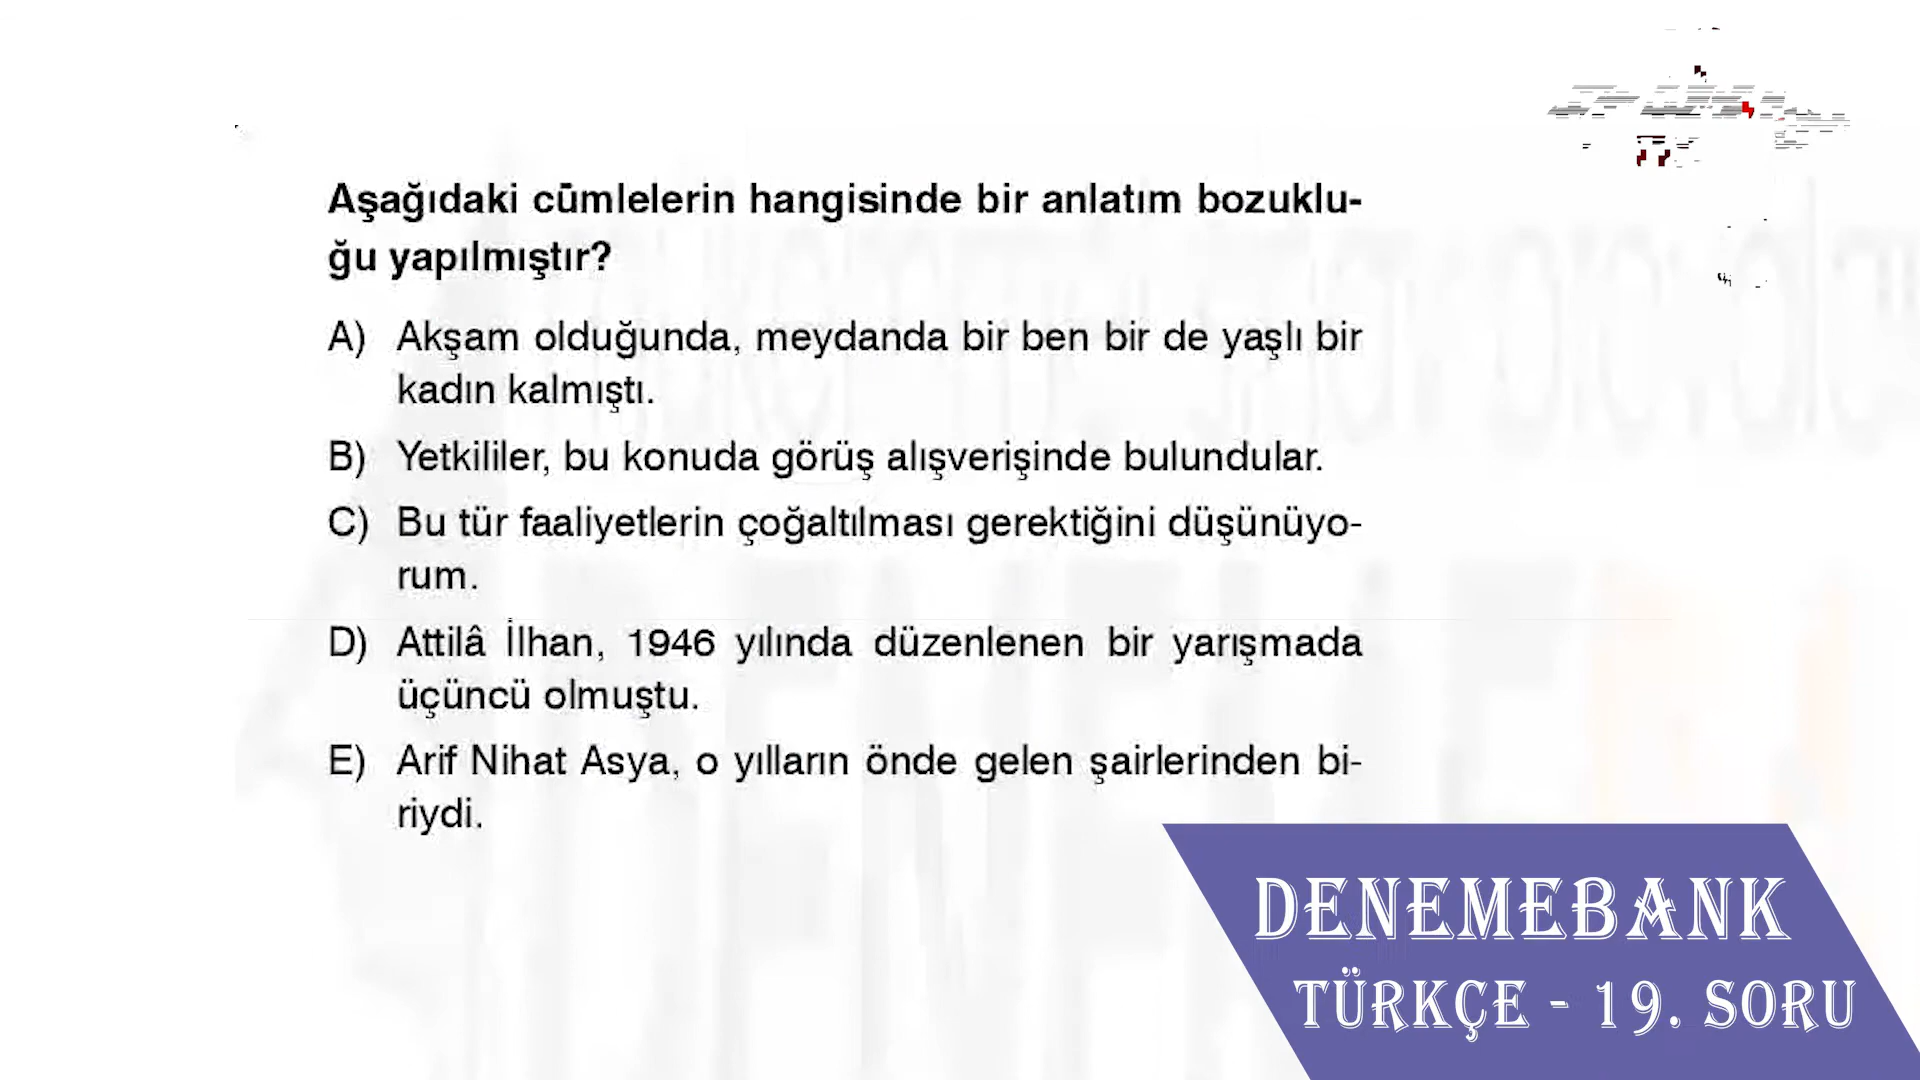 Aşağıdaki cümlelerin hangisinde bir anlatım bozuklu-
ğu yapılmıştır?
A) Akşam olduğunda, meydanda bir ben bir de yaşlı bir
kadın kalmıştı.
B) Yetkililer, bu konuda görüş alışverişinde bulundular.
C) Bu tür faaliyetlerin çoğaltılması gerektiğini düşünüyo-
rum.
D) Attilâ İlhan, 1946 yılında düzenlenen bir yarışmada
üçüncü olmuştu.
E) Arif Nihat Asya, o yılların önde gelen şairlerinden bi-
riydi.
DENEMEBANK
TÜRKÇE - 19. SORU